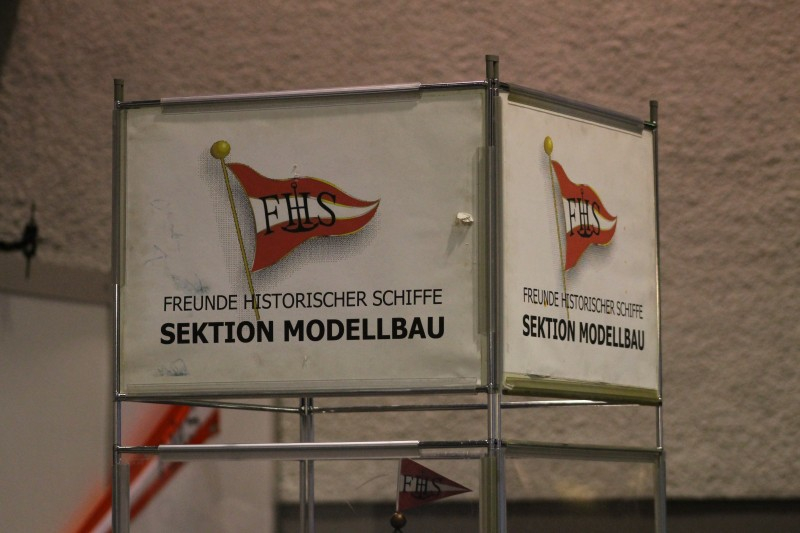 FHS
FREUNDE HISTORISCHER SCHIFFE
SEKTION MODELLBAU
FHS
FREUNDE HISTORISCHER SCHIFFE
SEKTION MODELLBAU
FHS